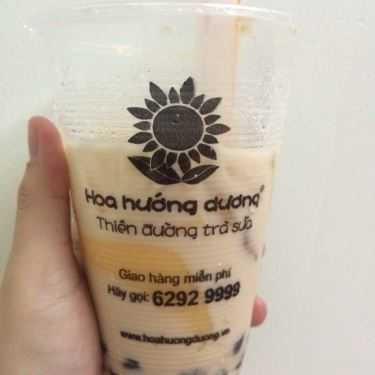 Hoa hướng dương®
Thiên đường trà sữa
Giao hàng miễn phí
Hãy gọi: 6292 9999
www.hoahuongduong.vn